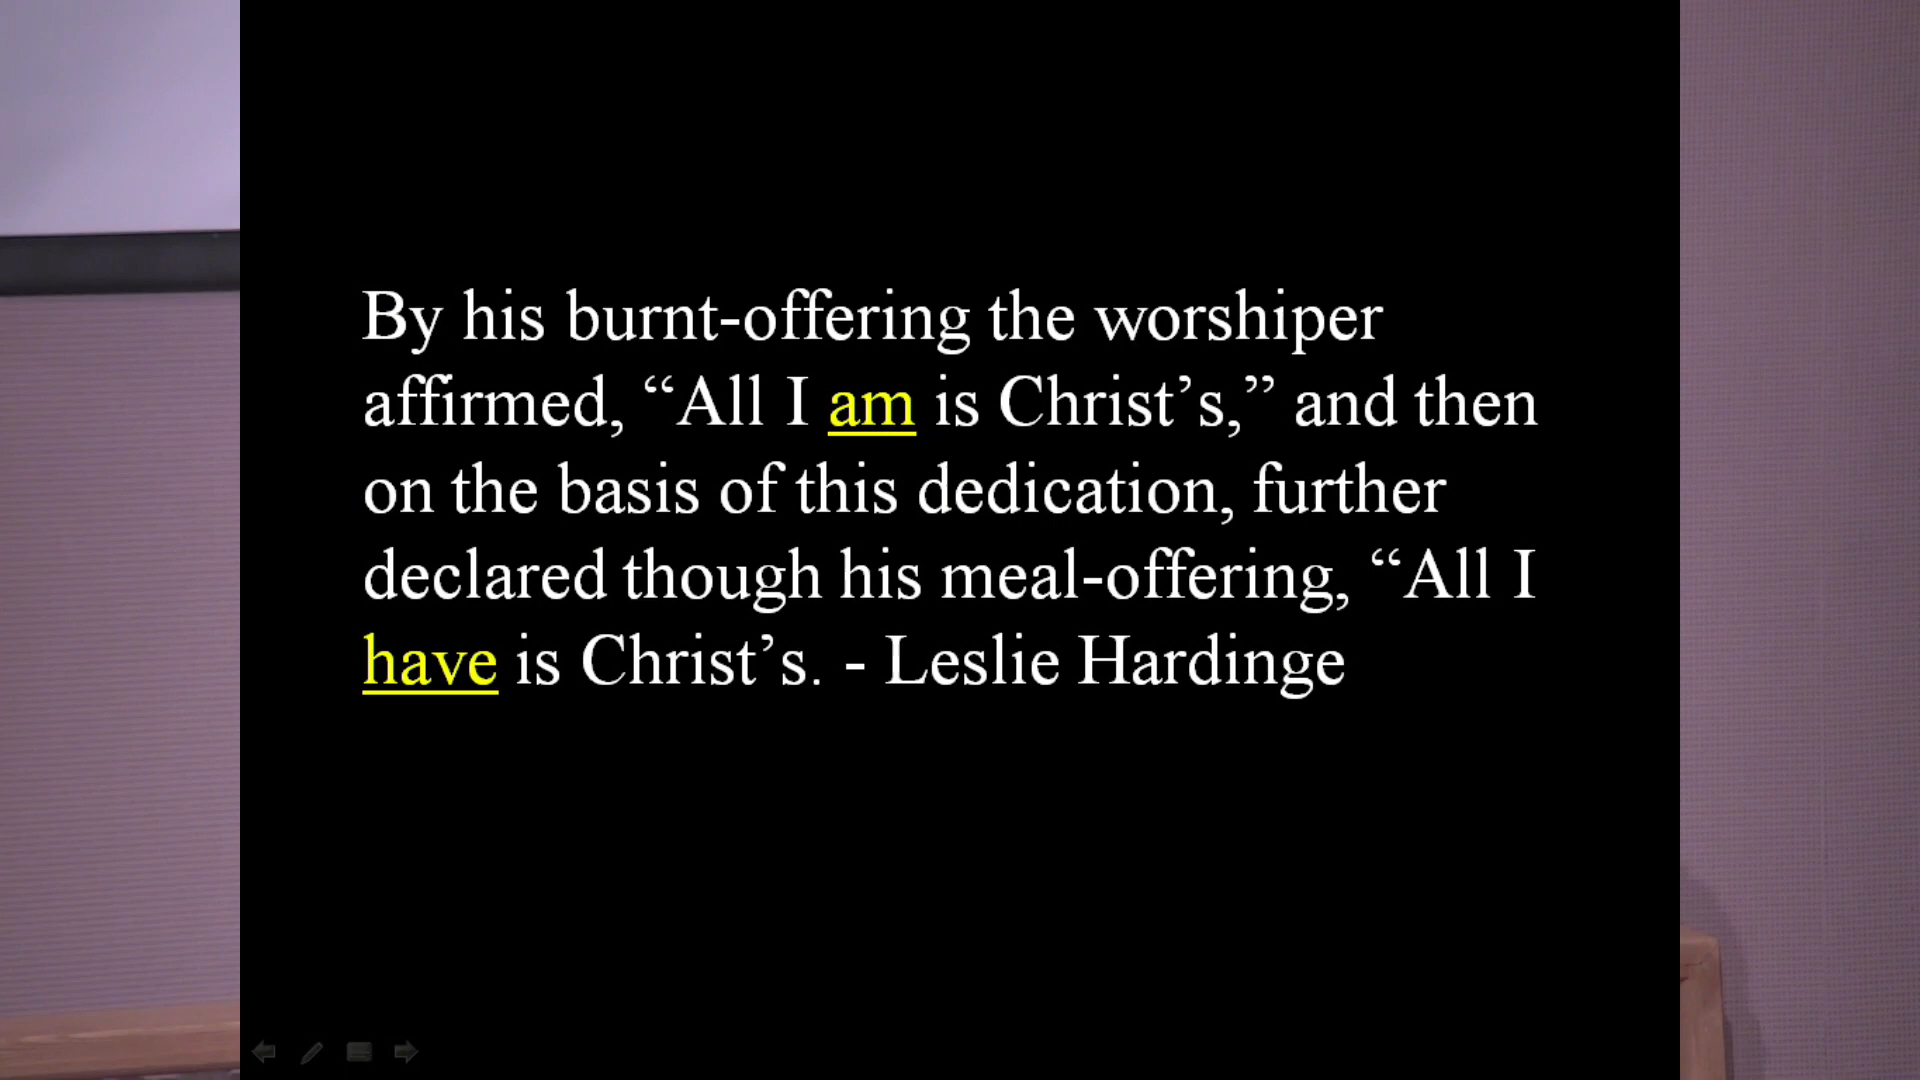 By his burnt-offering the worshiper
affirmed, “All I am is Christ’s,” and then
on the basis of this dedication, further
declared though his meal-offering, “All I
have is Christ’s. - Leslie Hardinge